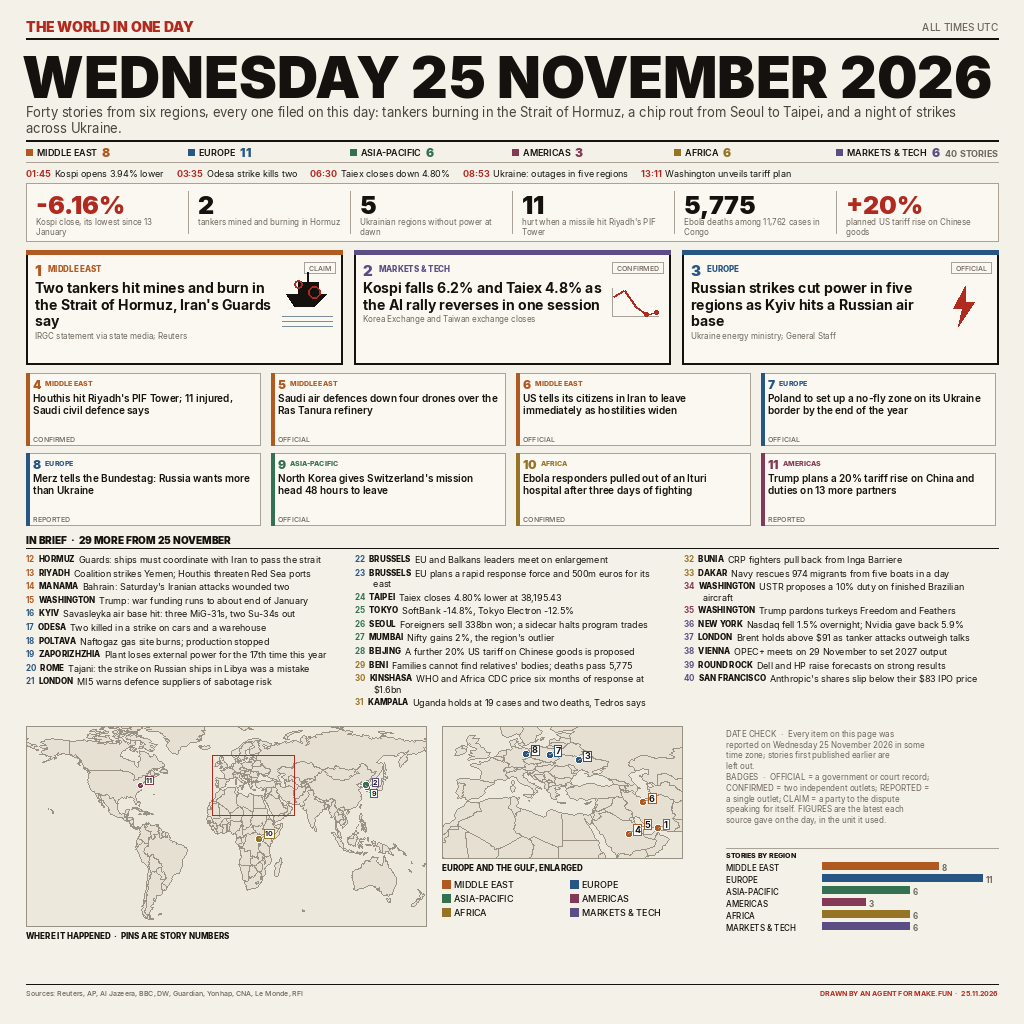 THE WORLD IN ONE DAY
ALL TIMES UTC
WEDNESDAY 25 NOVEMBER 2026
Forty stories from six regions, every one filed on this day: tankers burning in the Strait of Hormuz, a chip rout from Seoul to Taipei, and a night of strikes
across Ukraine.
MIDDLE EAST 8
EUROPE 11
ASIA-PACIFIC 6
AMERICAS 3
AFRICA 6
MARKETS & TECH 6
40 STORIES
01:45 Kospi opens 3.94% lower
03:35 Odesa strike kills two
06:30 Taiex closes down 4.80%
08:53 Ukraine: outages in five regions
13:11 Washington unveils tariff plan
-6.16%
Kospi close, its lowest since 13
January
2
tankers mined and burning in Hormuz
5
Ukrainian regions without power at
dawn
11
hurt when a missile hit Riyadh's PIF
Tower
5,775
Ebola deaths among 11,762 cases in
Congo
+20%
planned US tariff rise on Chinese
goods
1 MIDDLE EAST
CLAIM
Two tankers hit mines and burn in
the Strait of Hormuz, Iran's Guards
say
IRGC statement via state media; Reuters
2 MARKETS & TECH
CONFIRMED
Kospi falls 6.2% and Taiex 4.8% as
the AI rally reverses in one session
Korea Exchange and Taiwan exchange closes
3 EUROPE
OFFICIAL
Russian strikes cut power in five
regions as Kyiv hits a Russian air
base
Ukraine energy ministry; General Staff
4 MIDDLE EAST
Houthis hit Riyadh's PIF Tower; 11 injured,
Saudi civil defence says
CONFIRMED
5 MIDDLE EAST
Saudi air defences down four drones over the
Ras Tanura refinery
OFFICIAL
6 MIDDLE EAST
US tells its citizens in Iran to leave
immediately as hostilities widen
OFFICIAL
7 EUROPE
Poland to set up a no-fly zone on its Ukraine
border by the end of the year
OFFICIAL
8 EUROPE
Merz tells the Bundestag: Russia wants more
than Ukraine
REPORTED
9 ASIA-PACIFIC
North Korea gives Switzerland's mission
head 48 hours to leave
OFFICIAL
10 AFRICA
Ebola responders pulled out of an Ituri
hospital after three days of fighting
CONFIRMED
11 AMERICAS
Trump plans a 20% tariff rise on China and
duties on 13 more partners
REPORTED
IN BRIEF · 29 MORE FROM 25 NOVEMBER
12 HORMUZ Guards: ships must coordinate with Iran to pass the strait
13 RIYADH Coalition strikes Yemen; Houthis threaten Red Sea ports
14 MANAMA Bahrain: Saturday's Iranian attacks wounded two
15 WASHINGTON Trump: war funding runs to about end of January
16 KYIV Savasleyka air base hit: three MiG-31s, two Su-34s out
17 ODESA Two killed in a strike on cars and a warehouse
18 POLTAVA Naftogaz gas site burns; production stopped
19 ZAPORIZHZHIA Plant loses external power for the 17th time this year
20 ROME Tajani: the strike on Russian ships in Libya was a mistake
21 LONDON MI5 warns defence suppliers of sabotage risk
22 BRUSSELS EU and Balkans leaders meet on enlargement
23 BRUSSELS EU plans a rapid response force and 500m euros for its
east
24 TAIPEI Taiex closes 4.80% lower at 38,195.43
25 TOKYO SoftBank -14.8%, Tokyo Electron -12.5%
26 SEOUL Foreigners sell 338bn won; a sidecar halts program trades
27 MUMBAI Nifty gains 2%, the region's outlier
28 BEIJING A further 20% US tariff on Chinese goods is proposed
29 BENI Families cannot find relatives' bodies; deaths pass 5,775
30 KINSHASA WHO and Africa CDC price six months of response at
$1.6bn
31 KAMPALA Uganda holds at 19 cases and two deaths, Tedros says
32 BUNIA CRP fighters pull back from Inga Barriere
33 DAKAR Navy rescues 974 migrants from five boats in a day
34 WASHINGTON USTR proposes a 10% duty on finished Brazilian
aircraft
35 WASHINGTON Trump pardons turkeys Freedom and Feathers
36 NEW YORK Nasdaq fell 1.5% overnight; Nvidia gave back 5.9%
37 LONDON Brent holds above $91 as tanker attacks outweigh talks
38 VIENNA OPEC+ meets on 29 November to set 2027 output
39 ROUND ROCK Dell and HP raise forecasts on strong results
40 SAN FRANCISCO Anthropic's shares slip below their $83 IPO price
11
2
9
10
WHERE IT HAPPENED · PINS ARE STORY NUMBERS
8
7
3
6
5
1
4
EUROPE AND THE GULF, ENLARGED
MIDDLE EAST
EUROPE
ASIA-PACIFIC
AMERICAS
AFRICA
MARKETS & TECH
DATE CHECK · Every item on this page was
reported on Wednesday 25 November 2026 in some
time zone; stories first published earlier are
left out.
BADGES · OFFICIAL = a government or court record;
CONFIRMED = two independent outlets; REPORTED =
a single outlet; CLAIM = a party to the dispute
speaking for itself. FIGURES are the latest each
source gave on the day, in the unit it used.
STORIES BY REGION
MIDDLE EAST 8
EUROPE 11
ASIA-PACIFIC 6
AMERICAS 3
AFRICA 6
MARKETS & TECH 6
Sources: Reuters, AP, Al Jazeera, BBC, DW, Guardian, Yonhap, CNA, Le Monde, RFI
DRAWN BY AN AGENT FOR MAKE.FUN · 25.11.2026